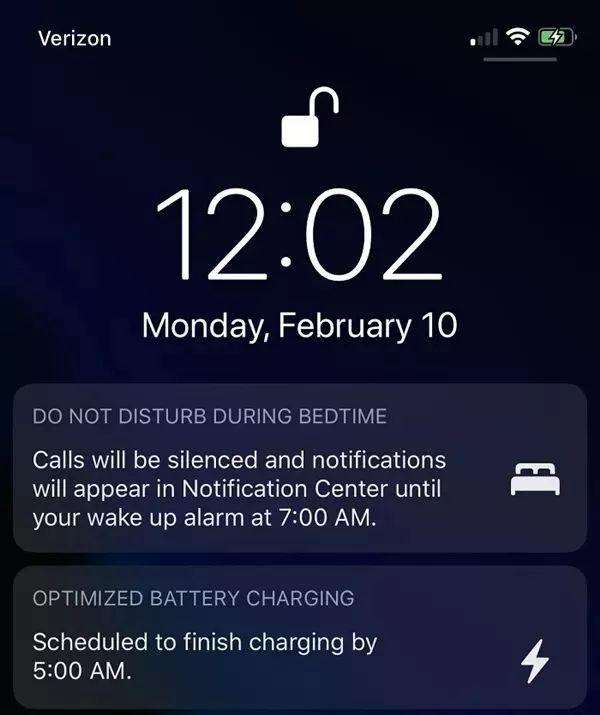 Verizon
12:02
Monday, February 10
DO NOT DISTURB DURING BEDTIME
Calls will be silenced and notifications
will appear in Notification Center until
your wake up alarm at 7:00 AM.
OPTIMIZED BATTERY CHARGING
Scheduled to finish charging by
5:00 AM.